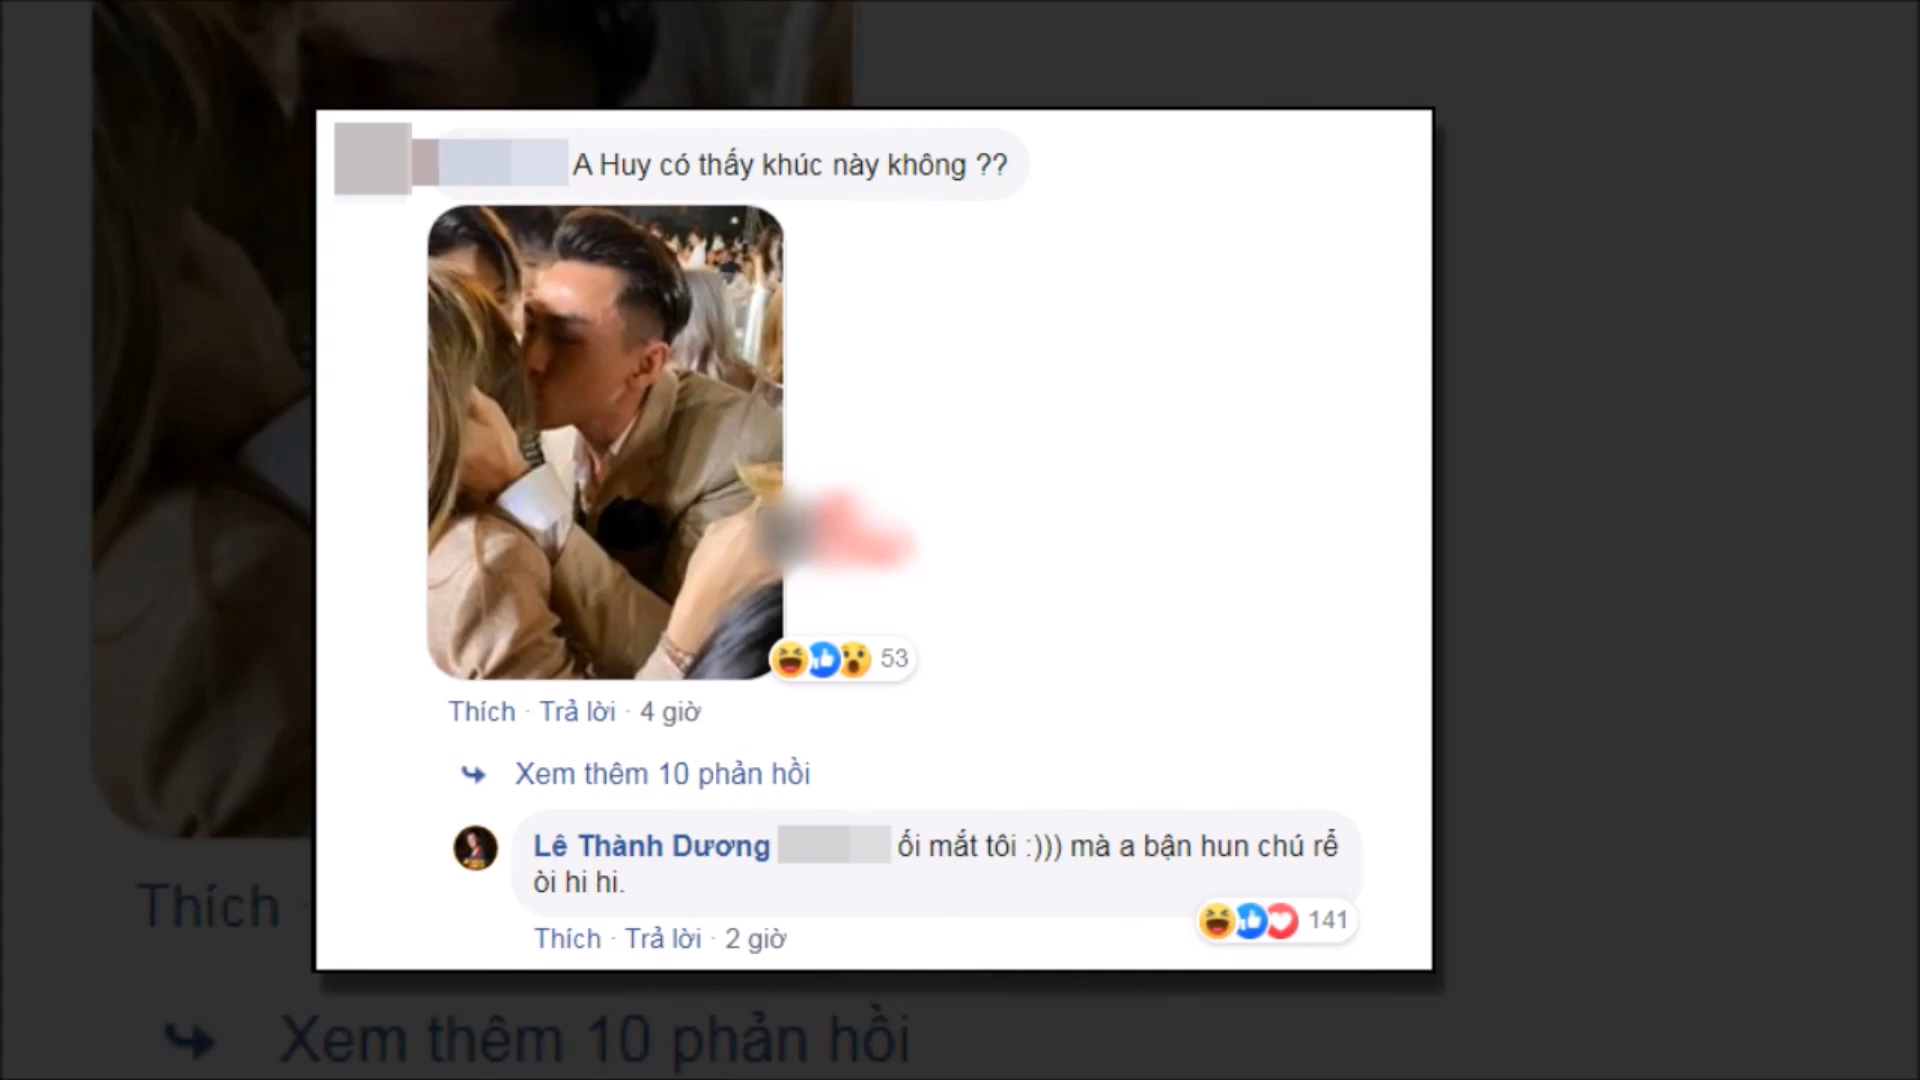 A Huy có thấy khúc này không ??
53
Thích · Trả lời · 4 giờ
Xem thêm 10 phản hồi
Lê Thành Dương ối mắt tôi :))) mà a bận hun chú rể
òi hi hi.
141
Thích · Trả lời · 2 giờ
Thích ·
Xem thêm 10 phản hồi